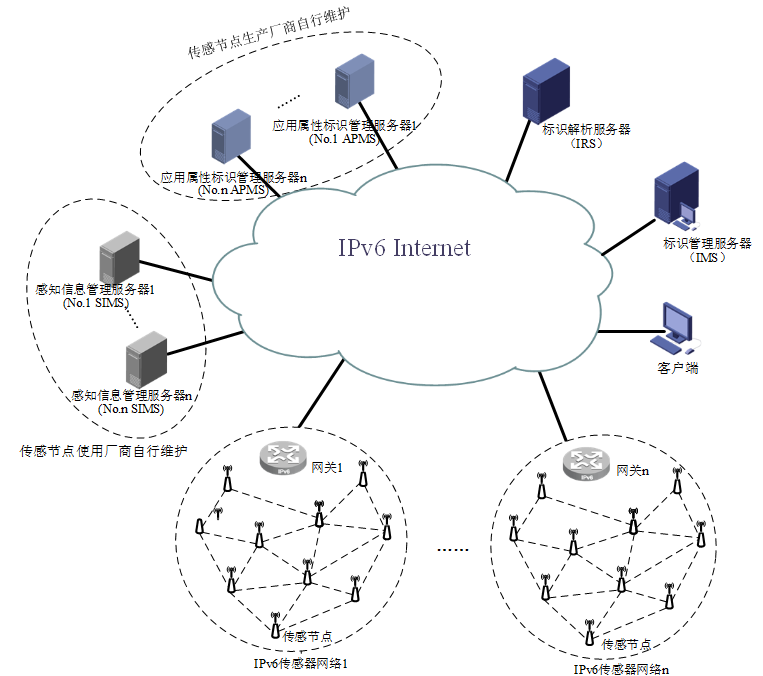 传感节点生产厂商自行维护
……
应用属性标识管理服务器1
(No.1 APMS)
应用属性标识管理服务器n
(No.n APMS)
标识解析服务器
（IRS）
IPv6 Internet
标识管理服务器
（IMS）
感知信息管理服务器1
(No.1 SIMS)
……
感知信息管理服务器n
(No.n SIMS)
客户端
传感节点使用厂商自行维护
IPv6
网关1
IPv6
网关n
……
传感节点
IPv6传感器网络1
传感节点
IPv6传感器网络n